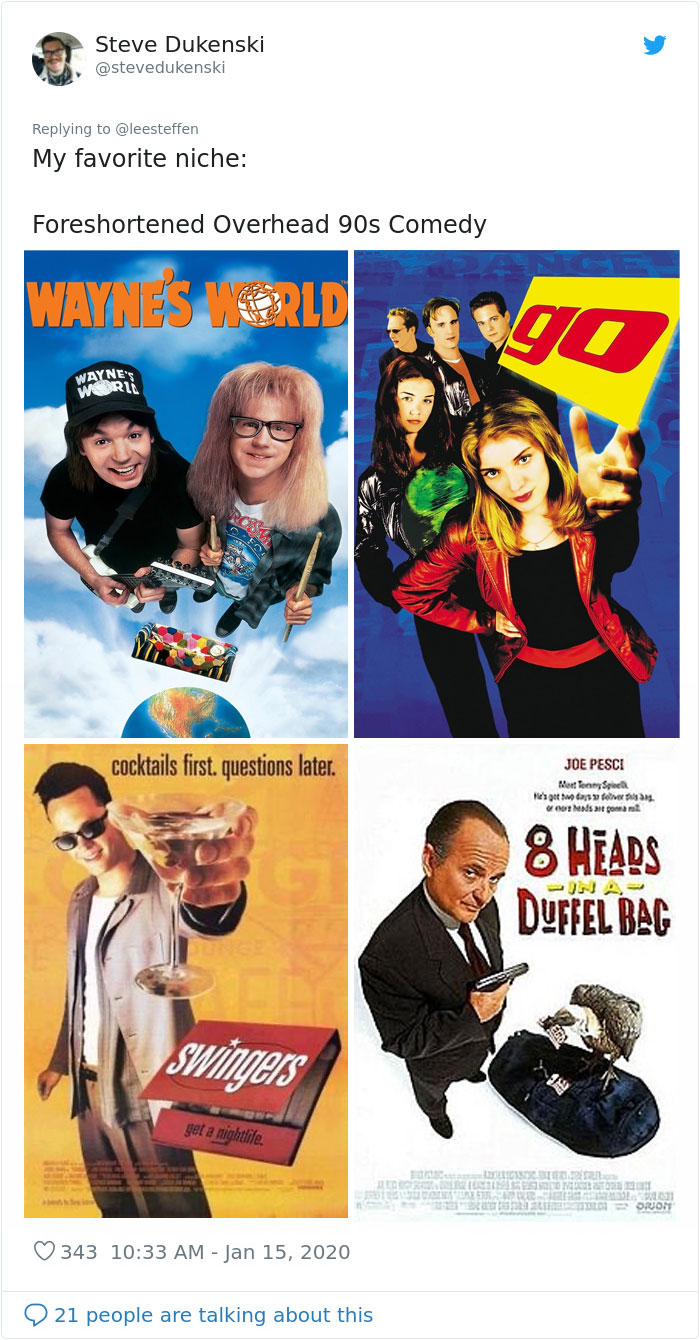 Steve Dukenski
@stevedukenski
Replying to @leesteffen
My favorite niche:
Foreshortened Overhead 90s Comedy
WAYNE'S WORLD
WAYNE'S
WORLD
DANCE
go
cocktails first. questions later.
swingers
get a nightlife.
JOE PESCI
Meet Tommy Spinelli.
He's got two days to deliver this bag,
or more heads are gonna roll.
8 HEADS
-IN A-
DUFFEL BAG
ORION
343 10:33 AM - Jan 15, 2020
21 people are talking about this